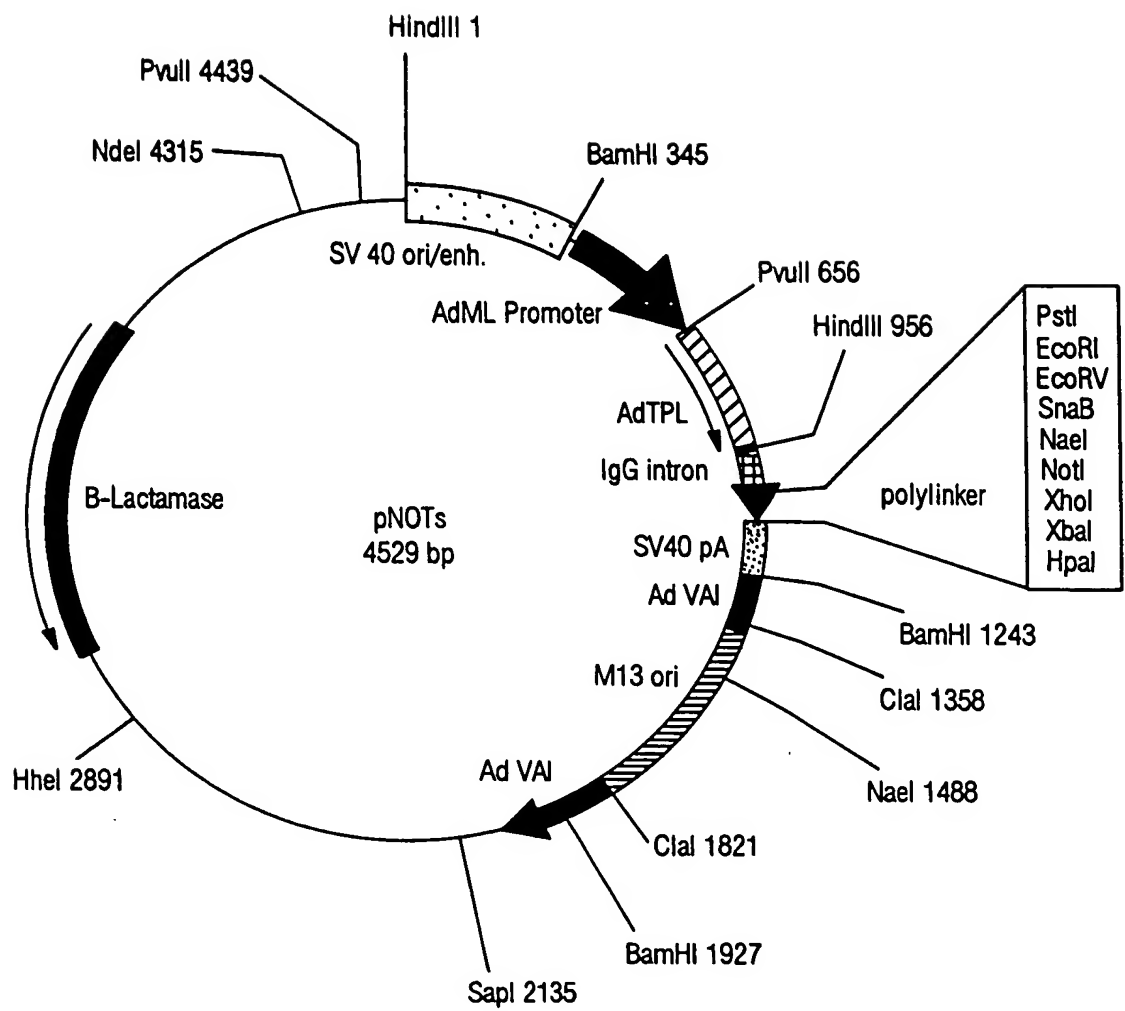 HindIII 1
PvuII 4439
NdeI 4315
BamHI 345
SV 40 ori/enh.
PvuII 656
AdML Promoter
HindIII 956
PstI
EcoRI
EcoRV
SnaB
NaeI
NotI
XhoI
XbaI
HpaI
AdTPL
IgG intron
polylinker
B-Lactamase
pNOTs
4529 bp
SV40 pA
Ad VAI
BamHI 1243
M13 ori
ClaI 1358
Ad VAI
HheI 2891
NaeI 1488
ClaI 1821
BamHI 1927
SapI 2135